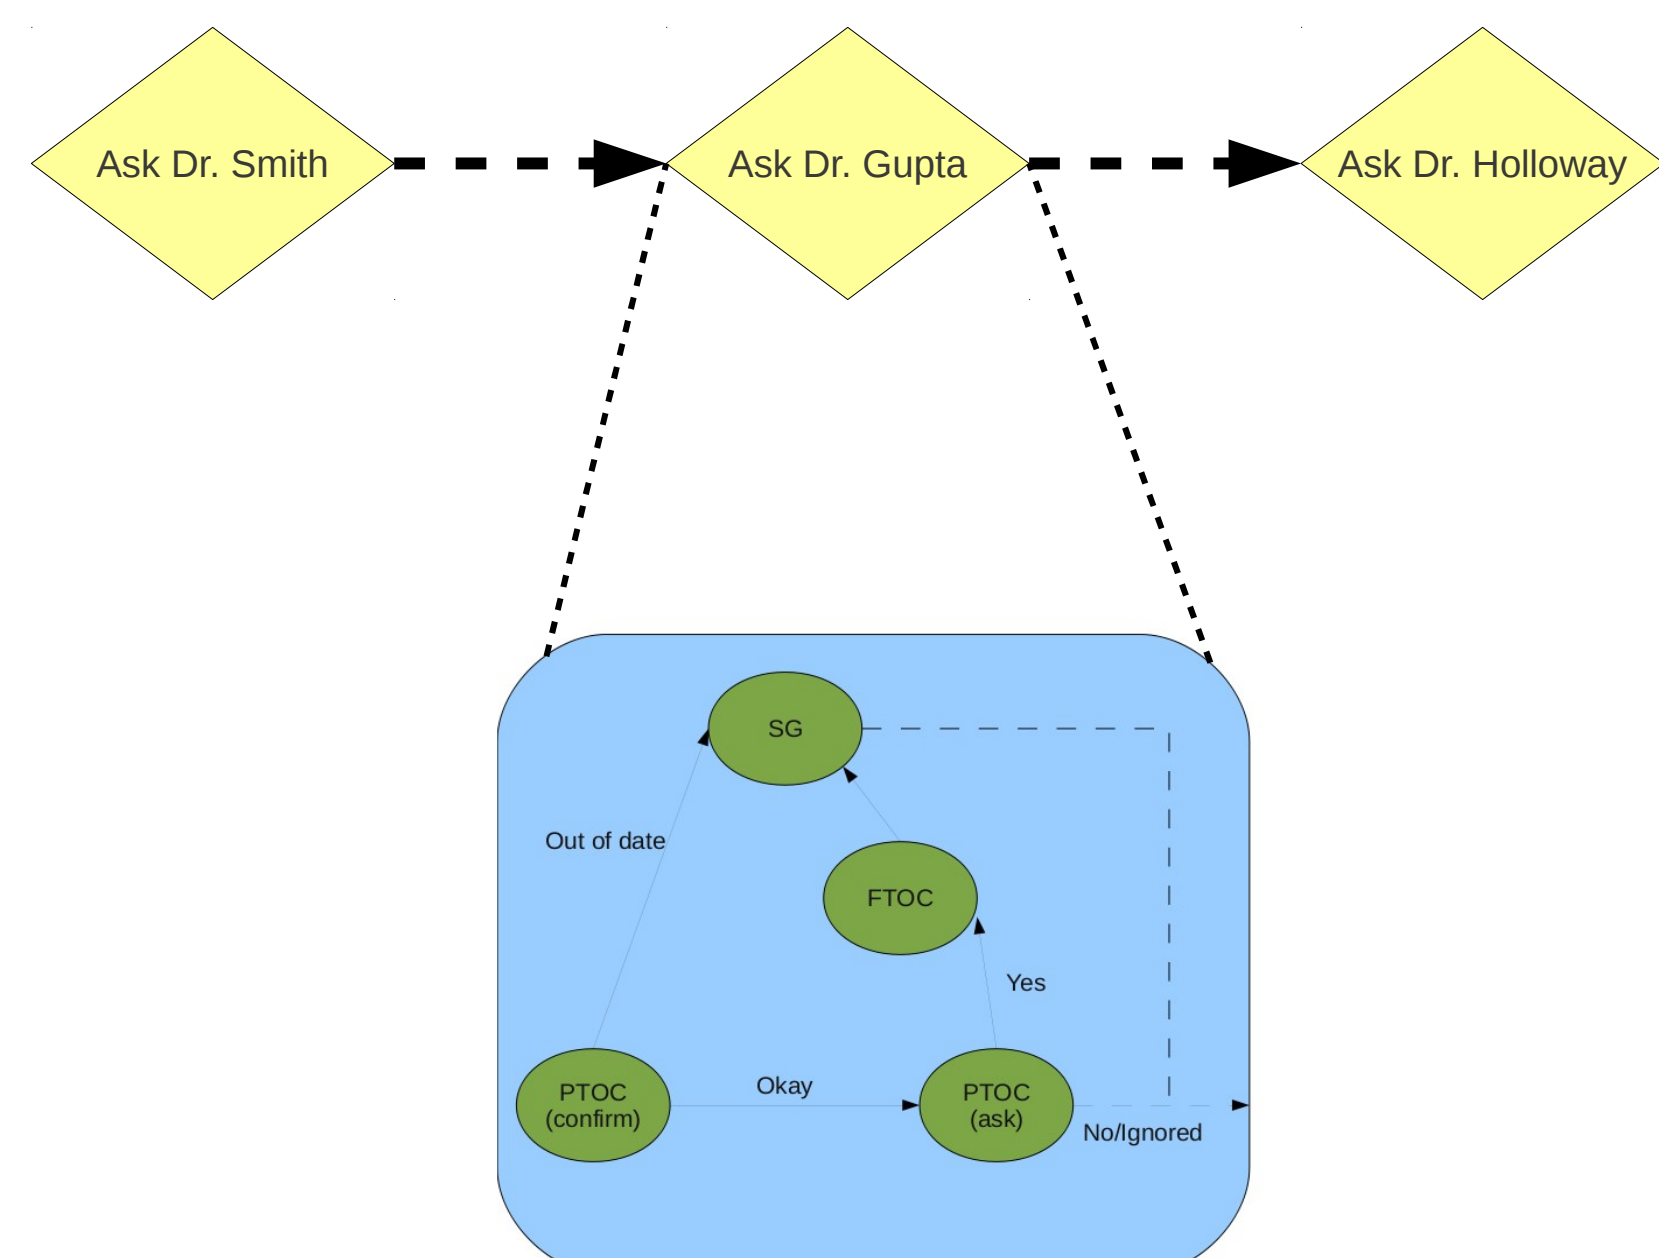 Ask Dr. Smith
Ask Dr. Gupta
Ask Dr. Holloway
SG
Out of date
FTOC
Yes
PTOC
(confirm)
Okay
PTOC
(ask)
No/Ignored